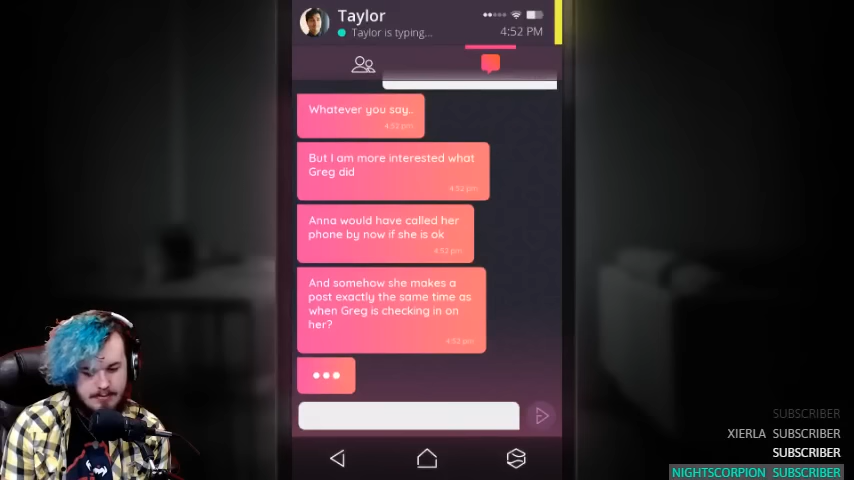 Taylor
Taylor is typing...
4:52 PM
Whatever you say..
4:52 pm
But I am more interested what
Greg did
4:52 pm
Anna would have called her
phone by now if she is ok
4:52 pm
And somehow she makes a
post exactly the same time as
when Greg is checking in on
her?
4:52 pm
SUBSCRIBER
XIERLA SUBSCRIBER
SUBSCRIBER
NIGHTSCORPION SUBSCRIBER